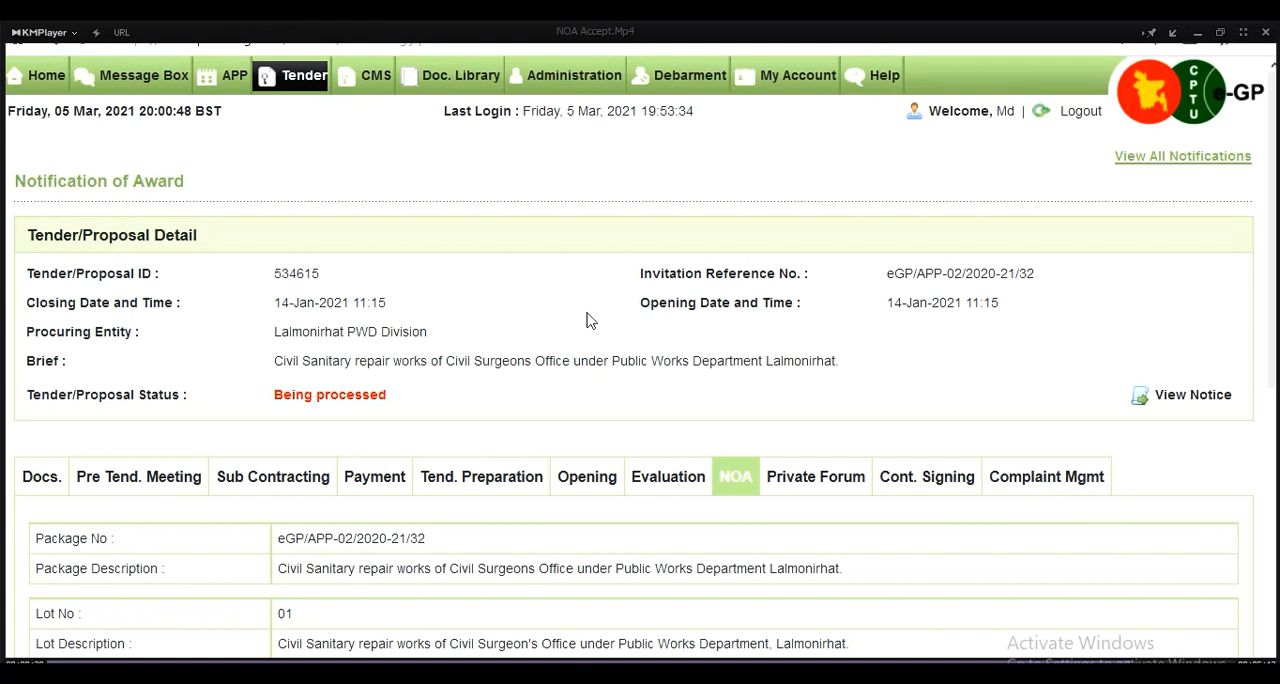 KMPlayer URL NOA Accept.Mp4
Home Message Box APP Tender CMS Doc. Library Administration Debarment My Account Help
CPTU e-GP
Friday, 05 Mar, 2021 20:00:48 BST Last Login : Friday, 5 Mar, 2021 19:53:34 Welcome, Md | Logout
View All Notifications
Notification of Award
Tender/Proposal Detail
Tender/Proposal ID : 534615 Invitation Reference No. : eGP/APP-02/2020-21/32
Closing Date and Time : 14-Jan-2021 11:15 Opening Date and Time : 14-Jan-2021 11:15
Procuring Entity : Lalmonirhat PWD Division
Brief : Civil Sanitary repair works of Civil Surgeons Office under Public Works Department Lalmonirhat.
Tender/Proposal Status : Being processed View Notice
Docs. Pre Tend. Meeting Sub Contracting Payment Tend. Preparation Opening Evaluation NOA Private Forum Cont. Signing Complaint Mgmt
Package No : eGP/APP-02/2020-21/32
Package Description : Civil Sanitary repair works of Civil Surgeons Office under Public Works Department Lalmonirhat.
Lot No : 01
Lot Description : Civil Sanitary repair works of Civil Surgeon's Office under Public Works Department, Lalmonirhat.
Activate Windows